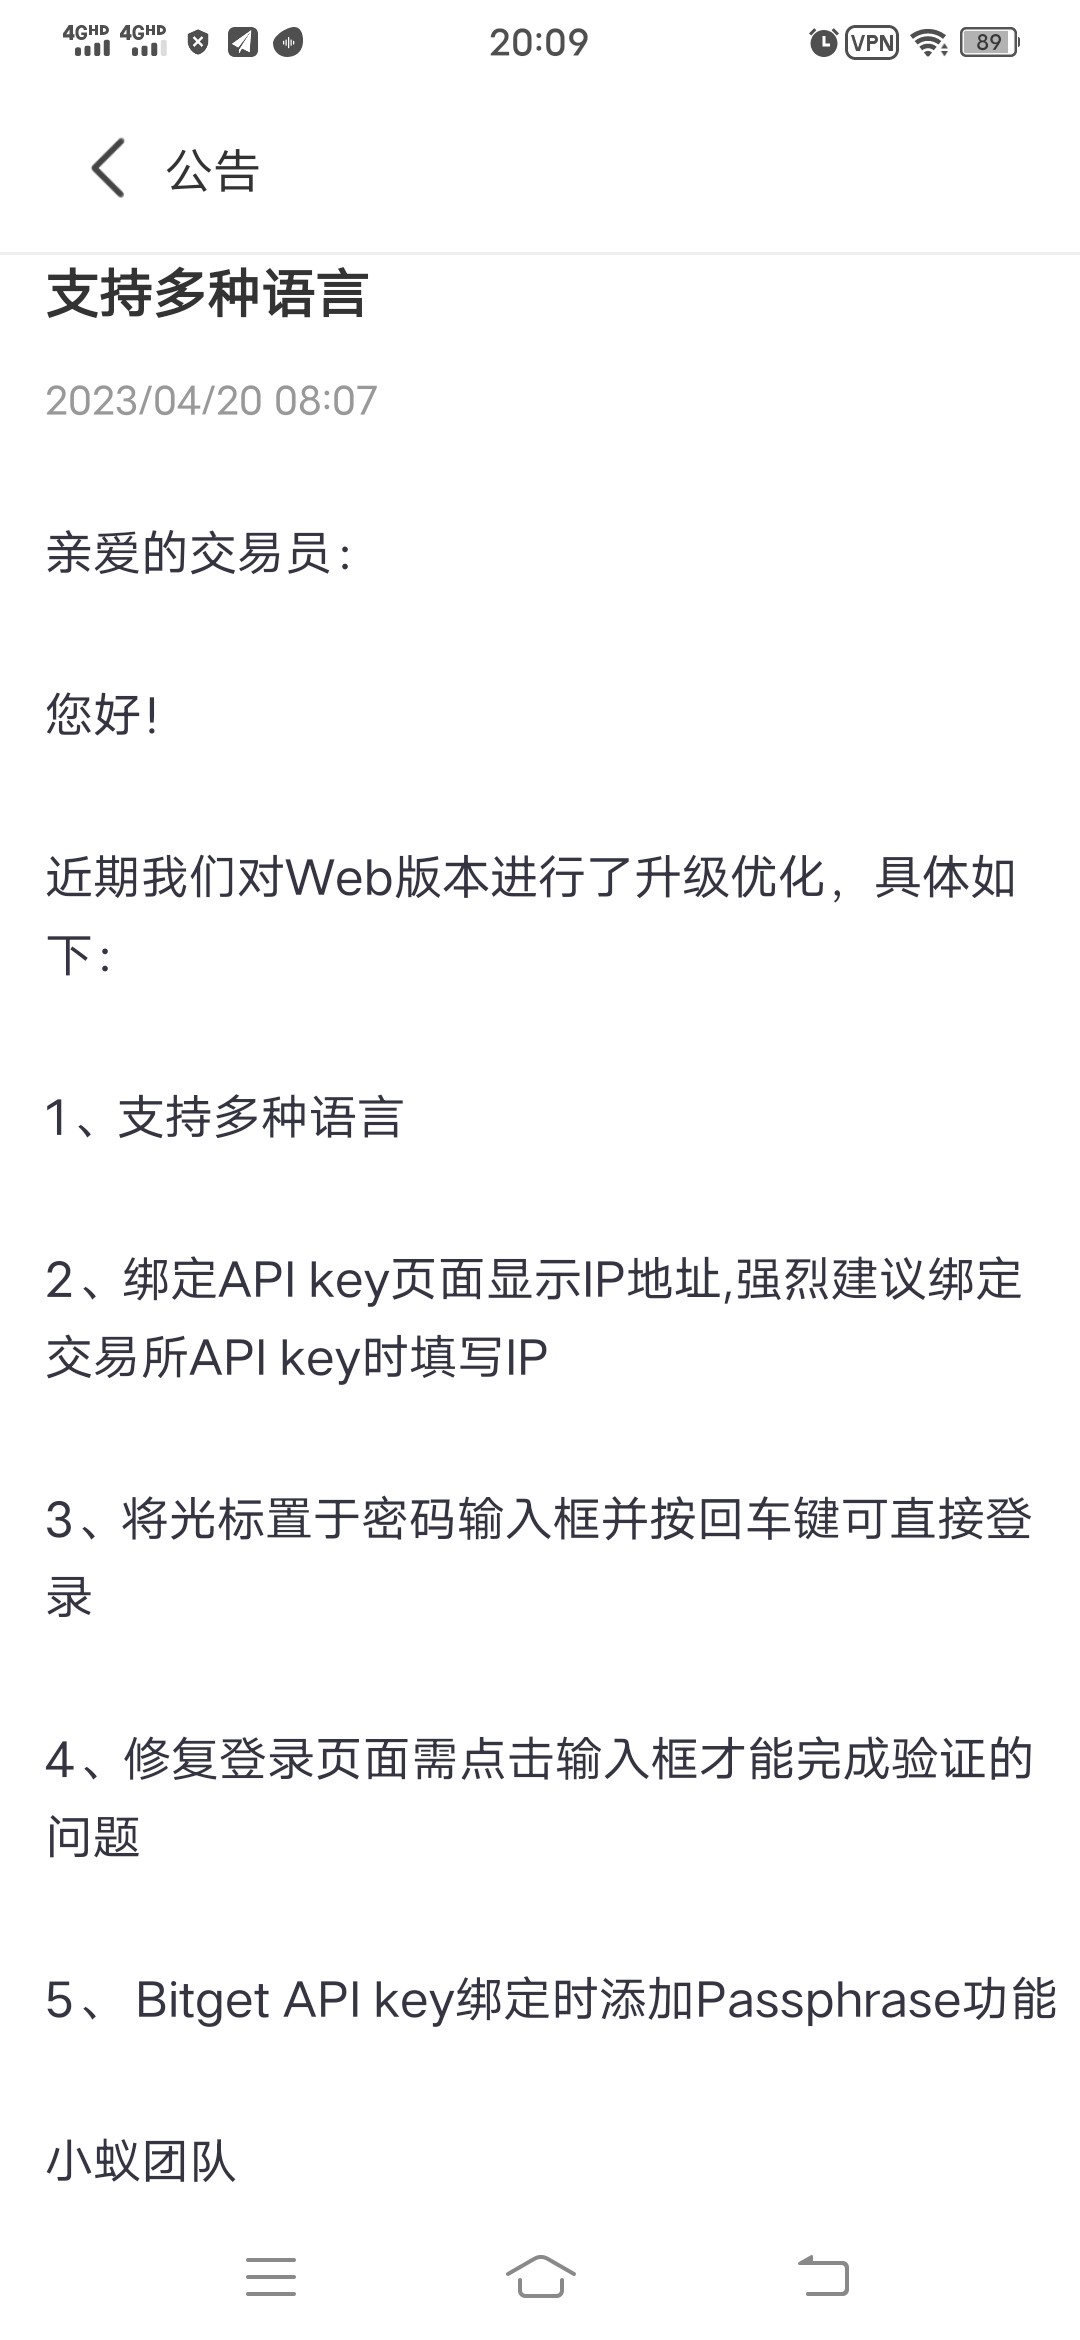 4GHD 4GHD 20:09 VPN 89
公告
支持多种语言
2023/04/20 08:07
亲爱的交易员：
您好！
近期我们对Web版本进行了升级优化，具体如
下：
1、支持多种语言
2、绑定API key页面显示IP地址,强烈建议绑定
交易所API key时填写IP
3、将光标置于密码输入框并按回车键可直接登
录
4、修复登录页面需点击输入框才能完成验证的
问题
5、 Bitget API key绑定时添加Passphrase功能
小蚁团队